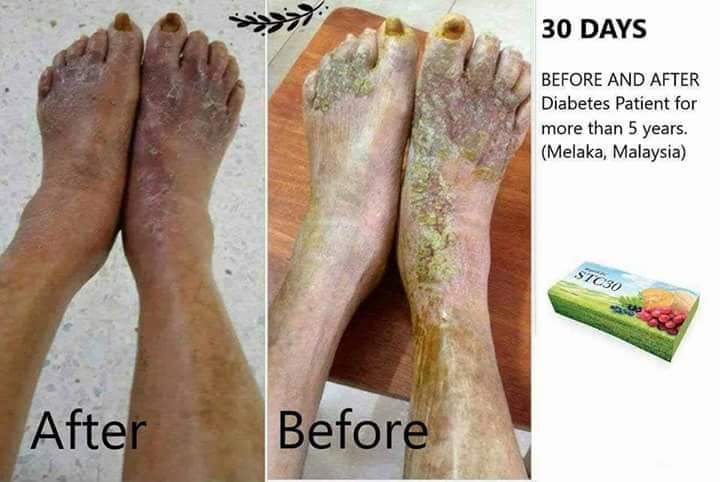 30 DAYS
BEFORE AND AFTER
Diabetes Patient for
more than 5 years.
(Melaka, Malaysia)
STC30
After
Before